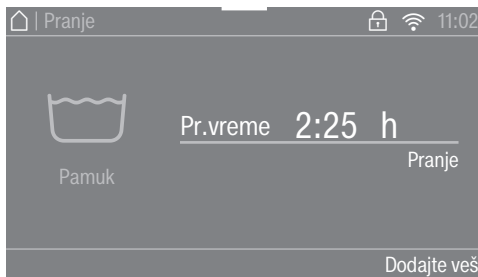 | Pranje 11:02
Pr.vreme 2:25 h
Pranje
Pamuk
Dodajte veš